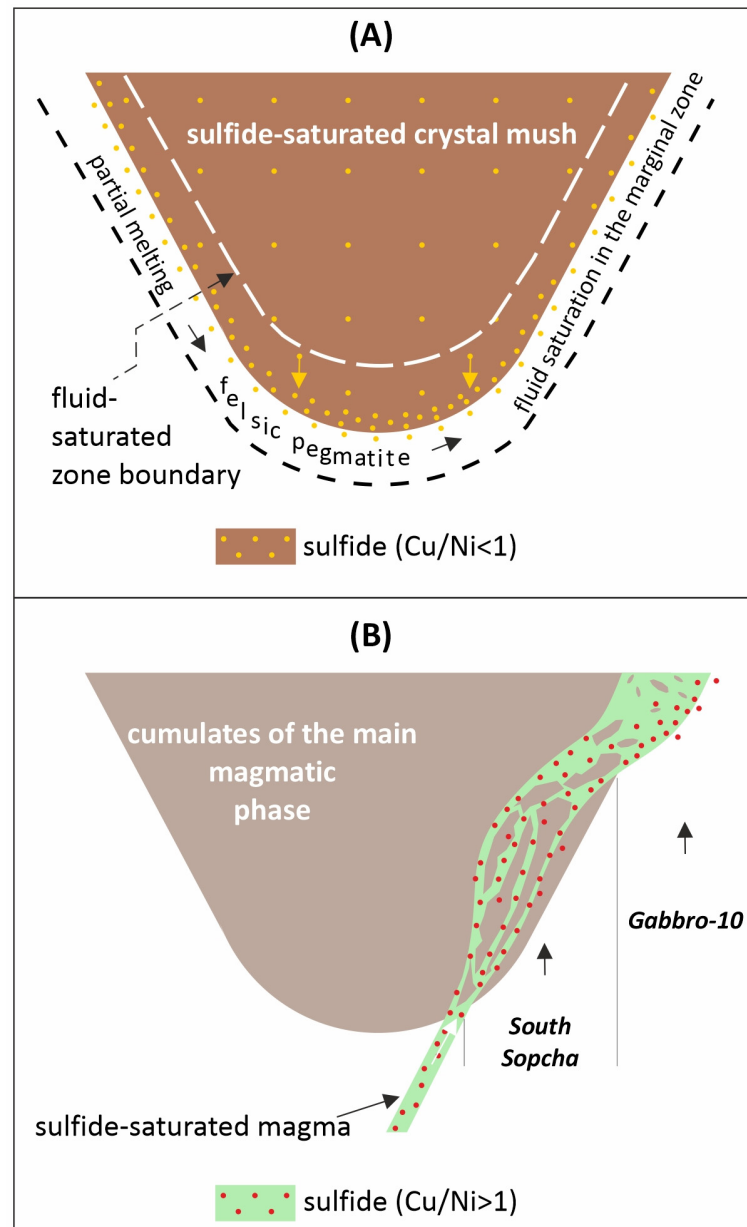 (A)
sulfide-saturated crystal mush
partial melting
fluid saturation in the marginal zone
felsic pegmatite
fluid-
saturated
zone boundary
sulfide (Cu/Ni<1)
(B)
cumulates of the main
magmatic
phase
Gabbro-10
South
Sopcha
sulfide-saturated magma
sulfide (Cu/Ni>1)